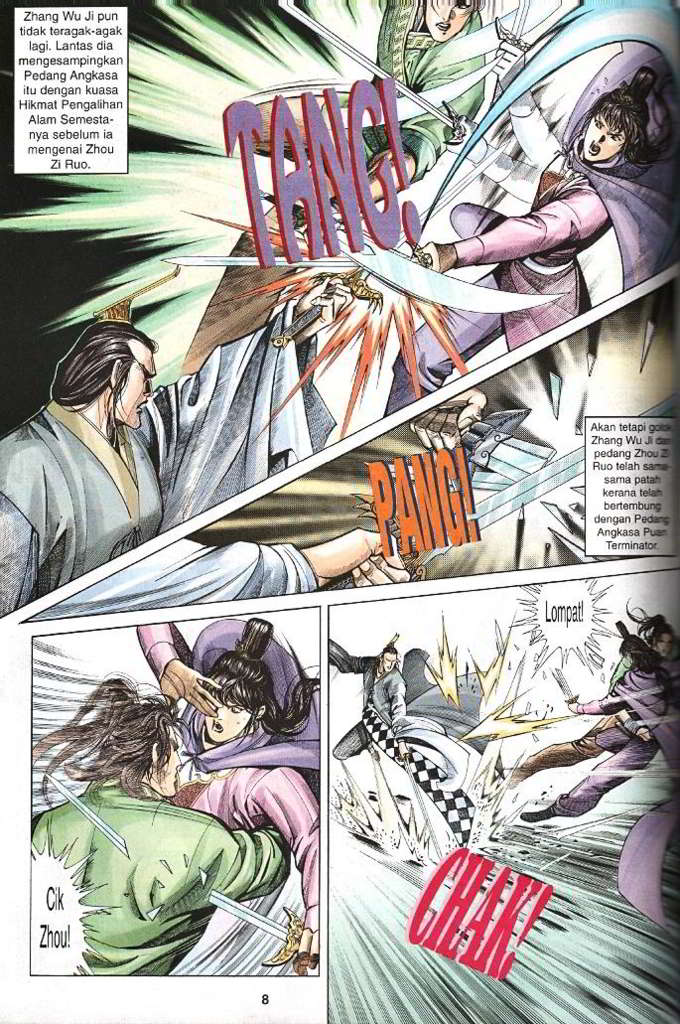 Zhang Wu Ji pun
tidak teragak-agak
lagi. Lantas dia
mengesampingkan
Pedang Angkasa
itu dengan kuasa
Hikmat Pengalihan
Alam Semesta-
nya sebelum ia
mengenai Zhou
Zi Ruo.
TANG!
Akan tetapi golok
Zhang Wu Ji dan
pedang Zhou Zi
Ruo telah sama-
sama patah
kerana telah
bertembung
dengan Pedang
Angkasa Puan
Terminator.
PANG!
Cik
Zhou!
Lompat!
CHAK!
8